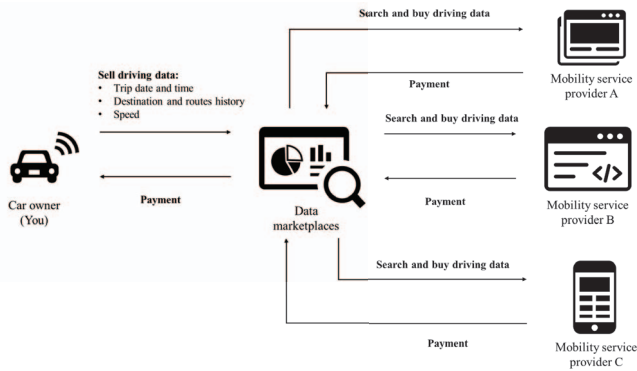 Search and buy driving data
Mobility service
provider A
Payment
Sell driving data:
• Trip date and time
• Destination and routes history
• Speed
Search and buy driving data
Payment
Car owner
(You)
Payment
Data
marketplaces
</>
Mobility service
provider B
Search and buy driving data
Payment
Mobility service
provider C